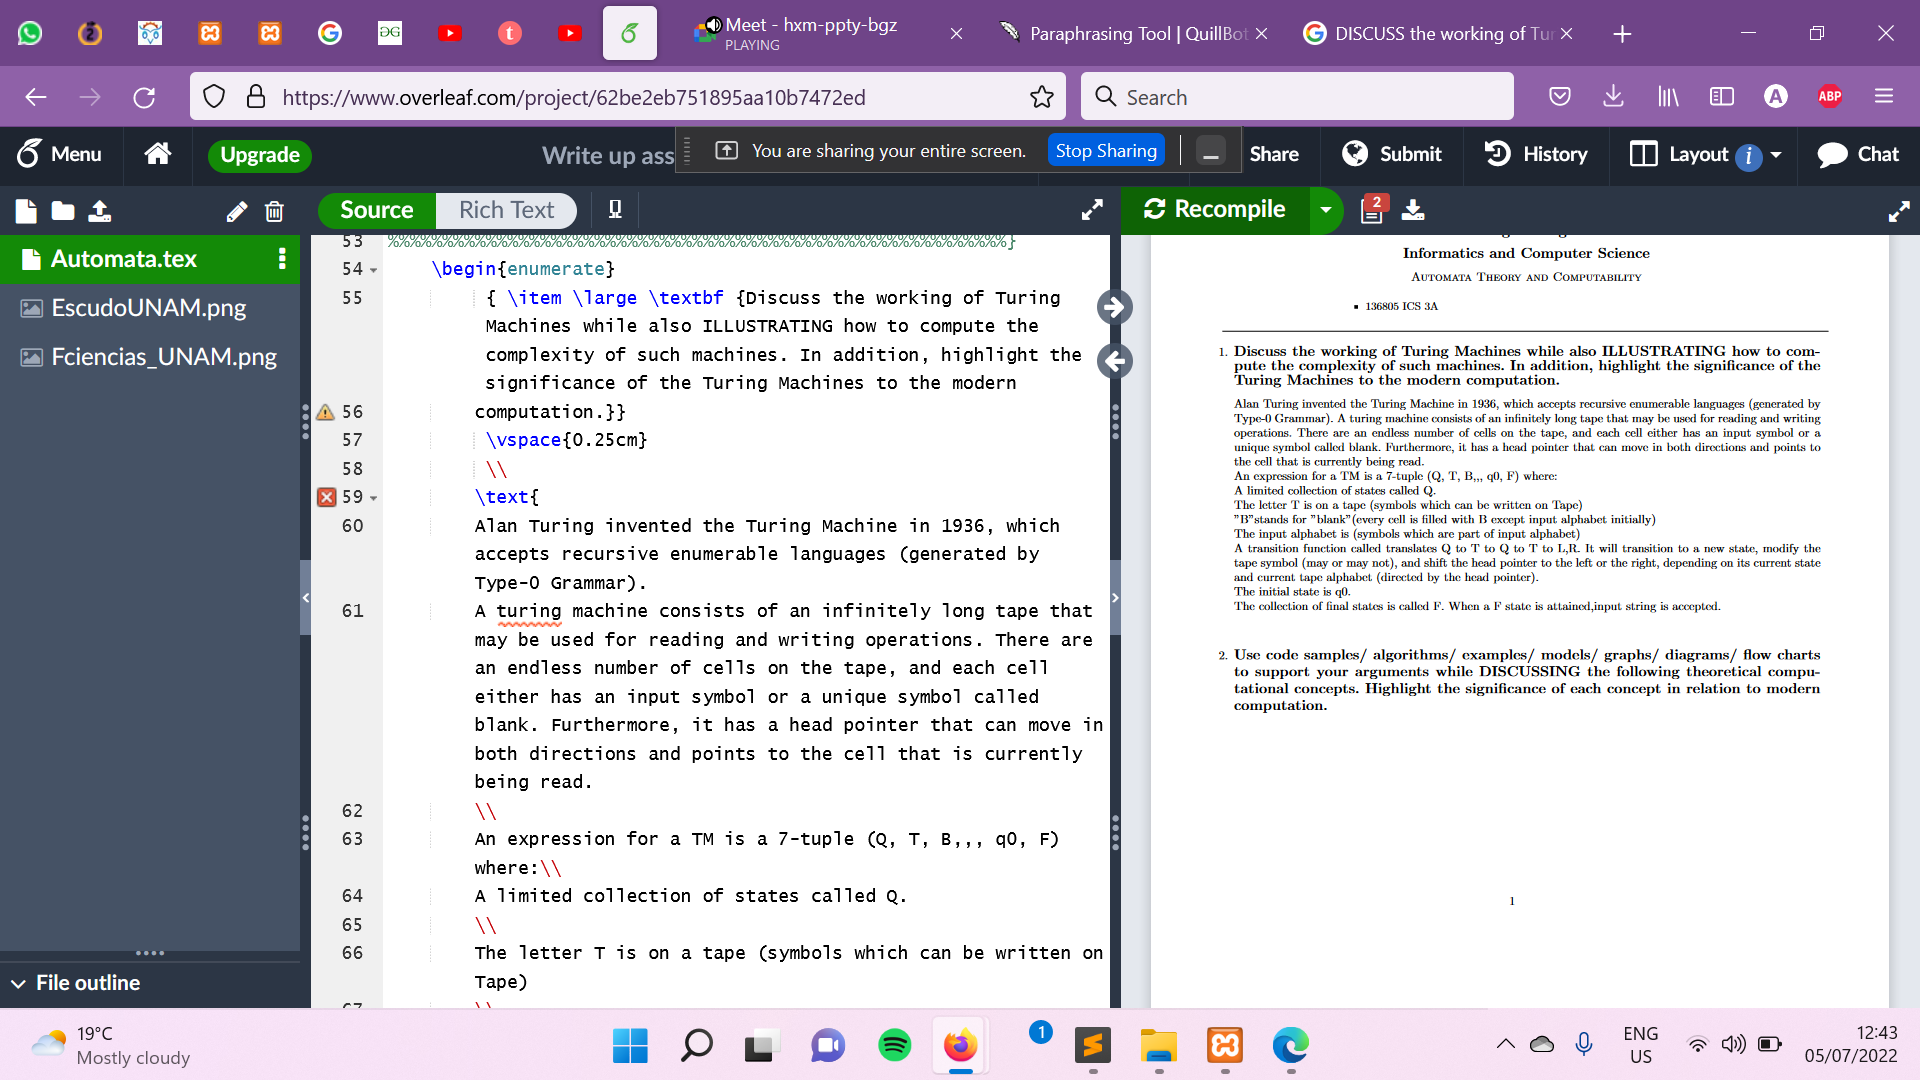 Meet - hxm-ppty-bgz
PLAYING
Paraphrasing Tool | QuillBot
DISCUSS the working of Tur
https://www.overleaf.com/project/62be2eb751895aa10b7472ed
Search
ABP
Menu
Upgrade
Write up ass
You are sharing your entire screen.
Stop Sharing
Share
Submit
History
Layout
Chat
Source
Rich Text
Recompile
2
Automata.tex
EscudoUNAM.png
Fciencias_UNAM.png
File outline
53
54 \begin{enumerate}
55 { \item \large \textbf {Discuss the working of Turing
Machines while also ILLUSTRATING how to compute the
complexity of such machines. In addition, highlight the
significance of the Turing Machines to the modern
56 computation.}}
57 \vspace{0.25cm}
58 \\
59 \text{
60 Alan Turing invented the Turing Machine in 1936, which
accepts recursive enumerable languages (generated by
Type-0 Grammar).
61 A turing machine consists of an infinitely long tape that
may be used for reading and writing operations. There are
an endless number of cells on the tape, and each cell
either has an input symbol or a unique symbol called
blank. Furthermore, it has a head pointer that can move in
both directions and points to the cell that is currently
being read.
62 \\
63 An expression for a TM is a 7-tuple (Q, T, B,,, q0, F)
where:\\
64 A limited collection of states called Q.
65 \\
66 The letter T is on a tape (symbols which can be written on
Tape)
Informatics and Computer Science
Automata Theory and Computability
▪ 136805 ICS 3A
1. Discuss the working of Turing Machines while also ILLUSTRATING how to com-
pute the complexity of such machines. In addition, highlight the significance of the
Turing Machines to the modern computation.
Alan Turing invented the Turing Machine in 1936, which accepts recursive enumerable languages (generated by
Type-0 Grammar). A turing machine consists of an infinitely long tape that may be used for reading and writing
operations. There are an endless number of cells on the tape, and each cell either has an input symbol or a
unique symbol called blank. Furthermore, it has a head pointer that can move in both directions and points to
the cell that is currently being read.
An expression for a TM is a 7-tuple (Q, T, B,,, q0, F) where:
A limited collection of states called Q.
The letter T is on a tape (symbols which can be written on Tape)
"B"stands for "blank"(every cell is filled with B except input alphabet initially)
The input alphabet is (symbols which are part of input alphabet)
A transition function called translates Q to T to Q to T to L,R. It will transition to a new state, modify the
tape symbol (may or may not), and shift the head pointer to the left or the right, depending on its current state
and current tape alphabet (directed by the head pointer).
The initial state is q0.
The collection of final states is called F. When a F state is attained,input string is accepted.
2. Use code samples/ algorithms/ examples/ models/ graphs/ diagrams/ flow charts
to support your arguments while DISCUSSING the following theoretical compu-
tational concepts. Highlight the significance of each concept in relation to modern
computation.
1
19°C
Mostly cloudy
1
ENG
US
12:43
05/07/2022